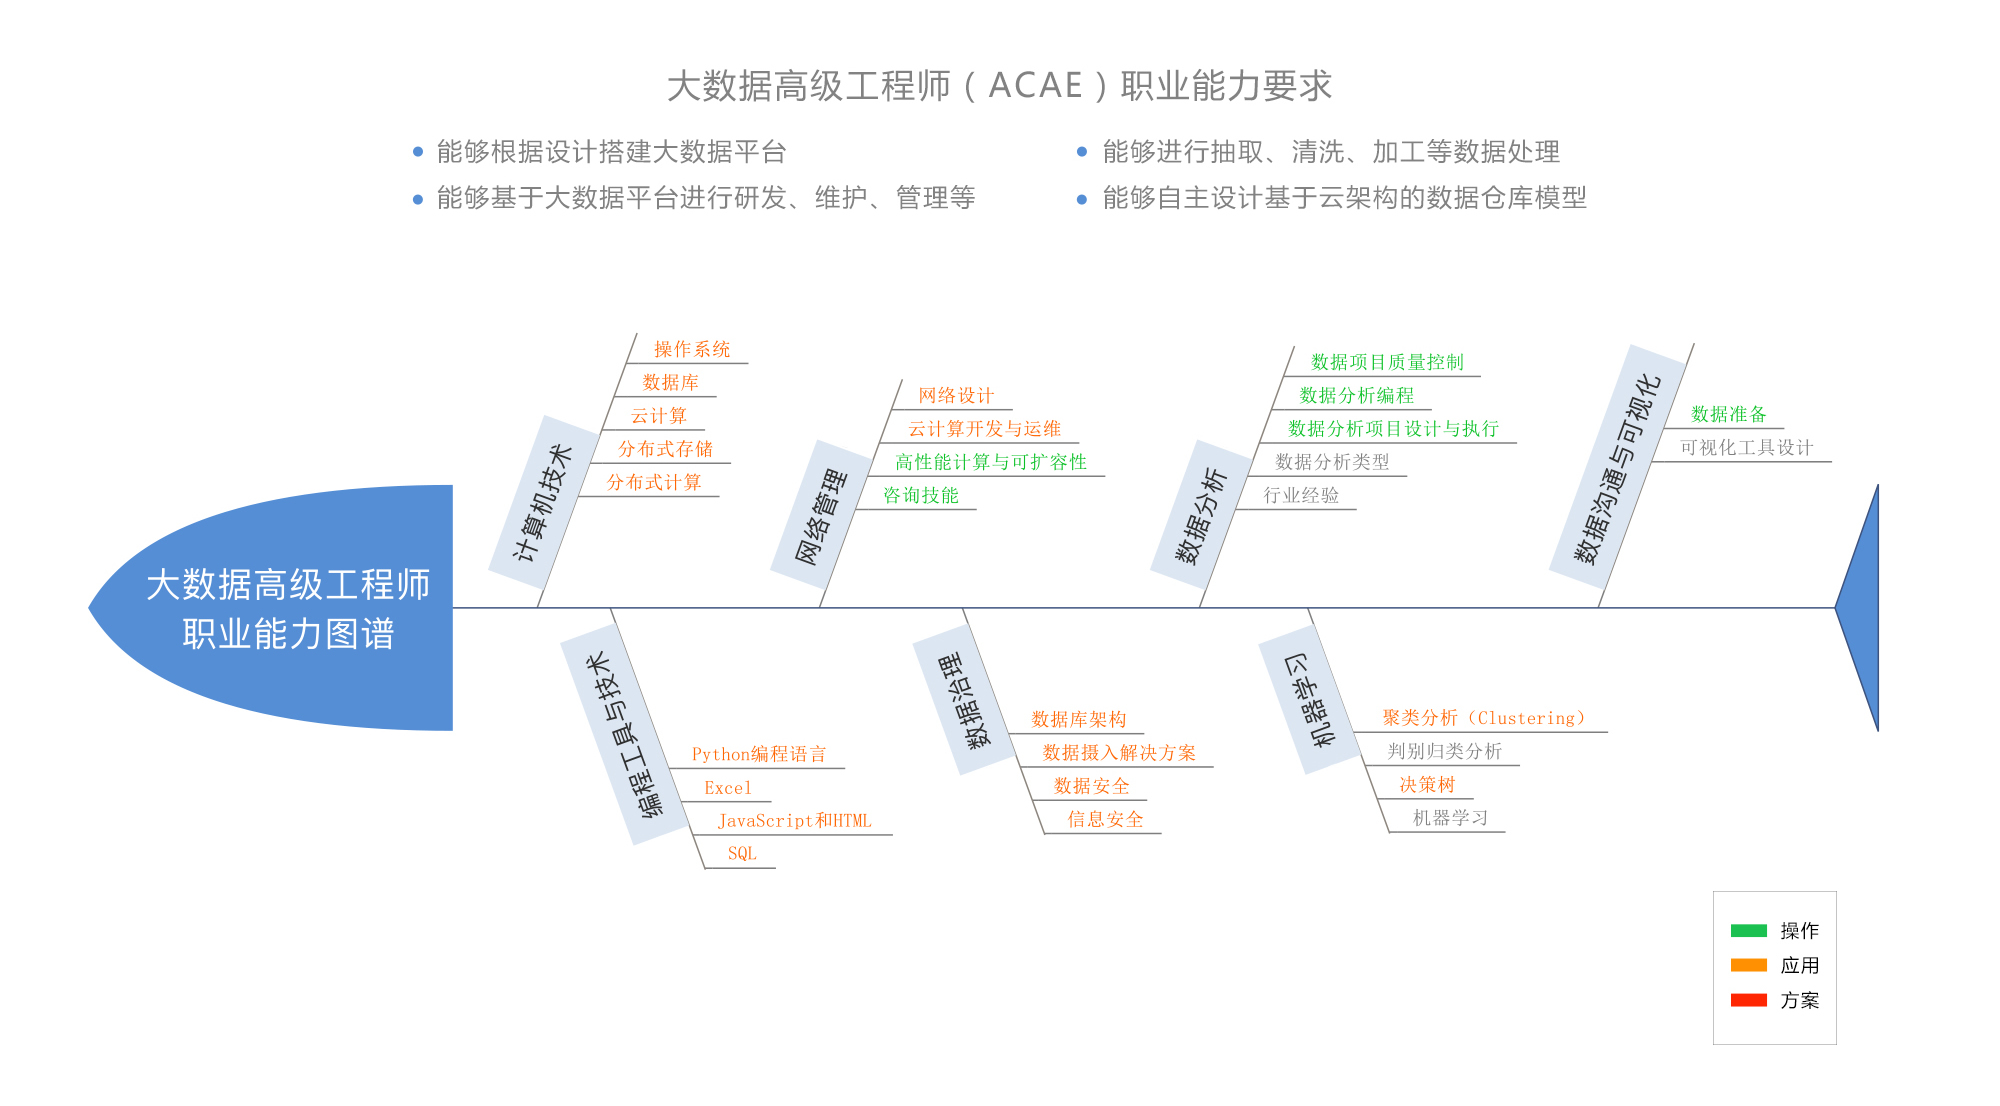 大数据高级工程师（ACAE）职业能力要求
能够根据设计搭建大数据平台
能够进行抽取、清洗、加工等数据处理
能够基于大数据平台进行研发、维护、管理等
能够自主设计基于云架构的数据仓库模型
大数据高级工程师
职业能力图谱
计算机技术
操作系统
数据库
云计算
分布式存储
分布式计算
网络管理
网络设计
云计算开发与运维
高性能计算与可扩容性
咨询技能
数据分析
数据项目质量控制
数据分析编程
数据分析项目设计与执行
数据分析类型
行业经验
数据沟通与可视化
数据准备
可视化工具设计
编程工具与技术
Python编程语言
Excel
JavaScript和HTML
SQL
数据治理
数据库架构
数据摄入解决方案
数据安全
信息安全
机器学习
聚类分析（Clustering）
判别归类分析
决策树
机器学习
操作
应用
方案